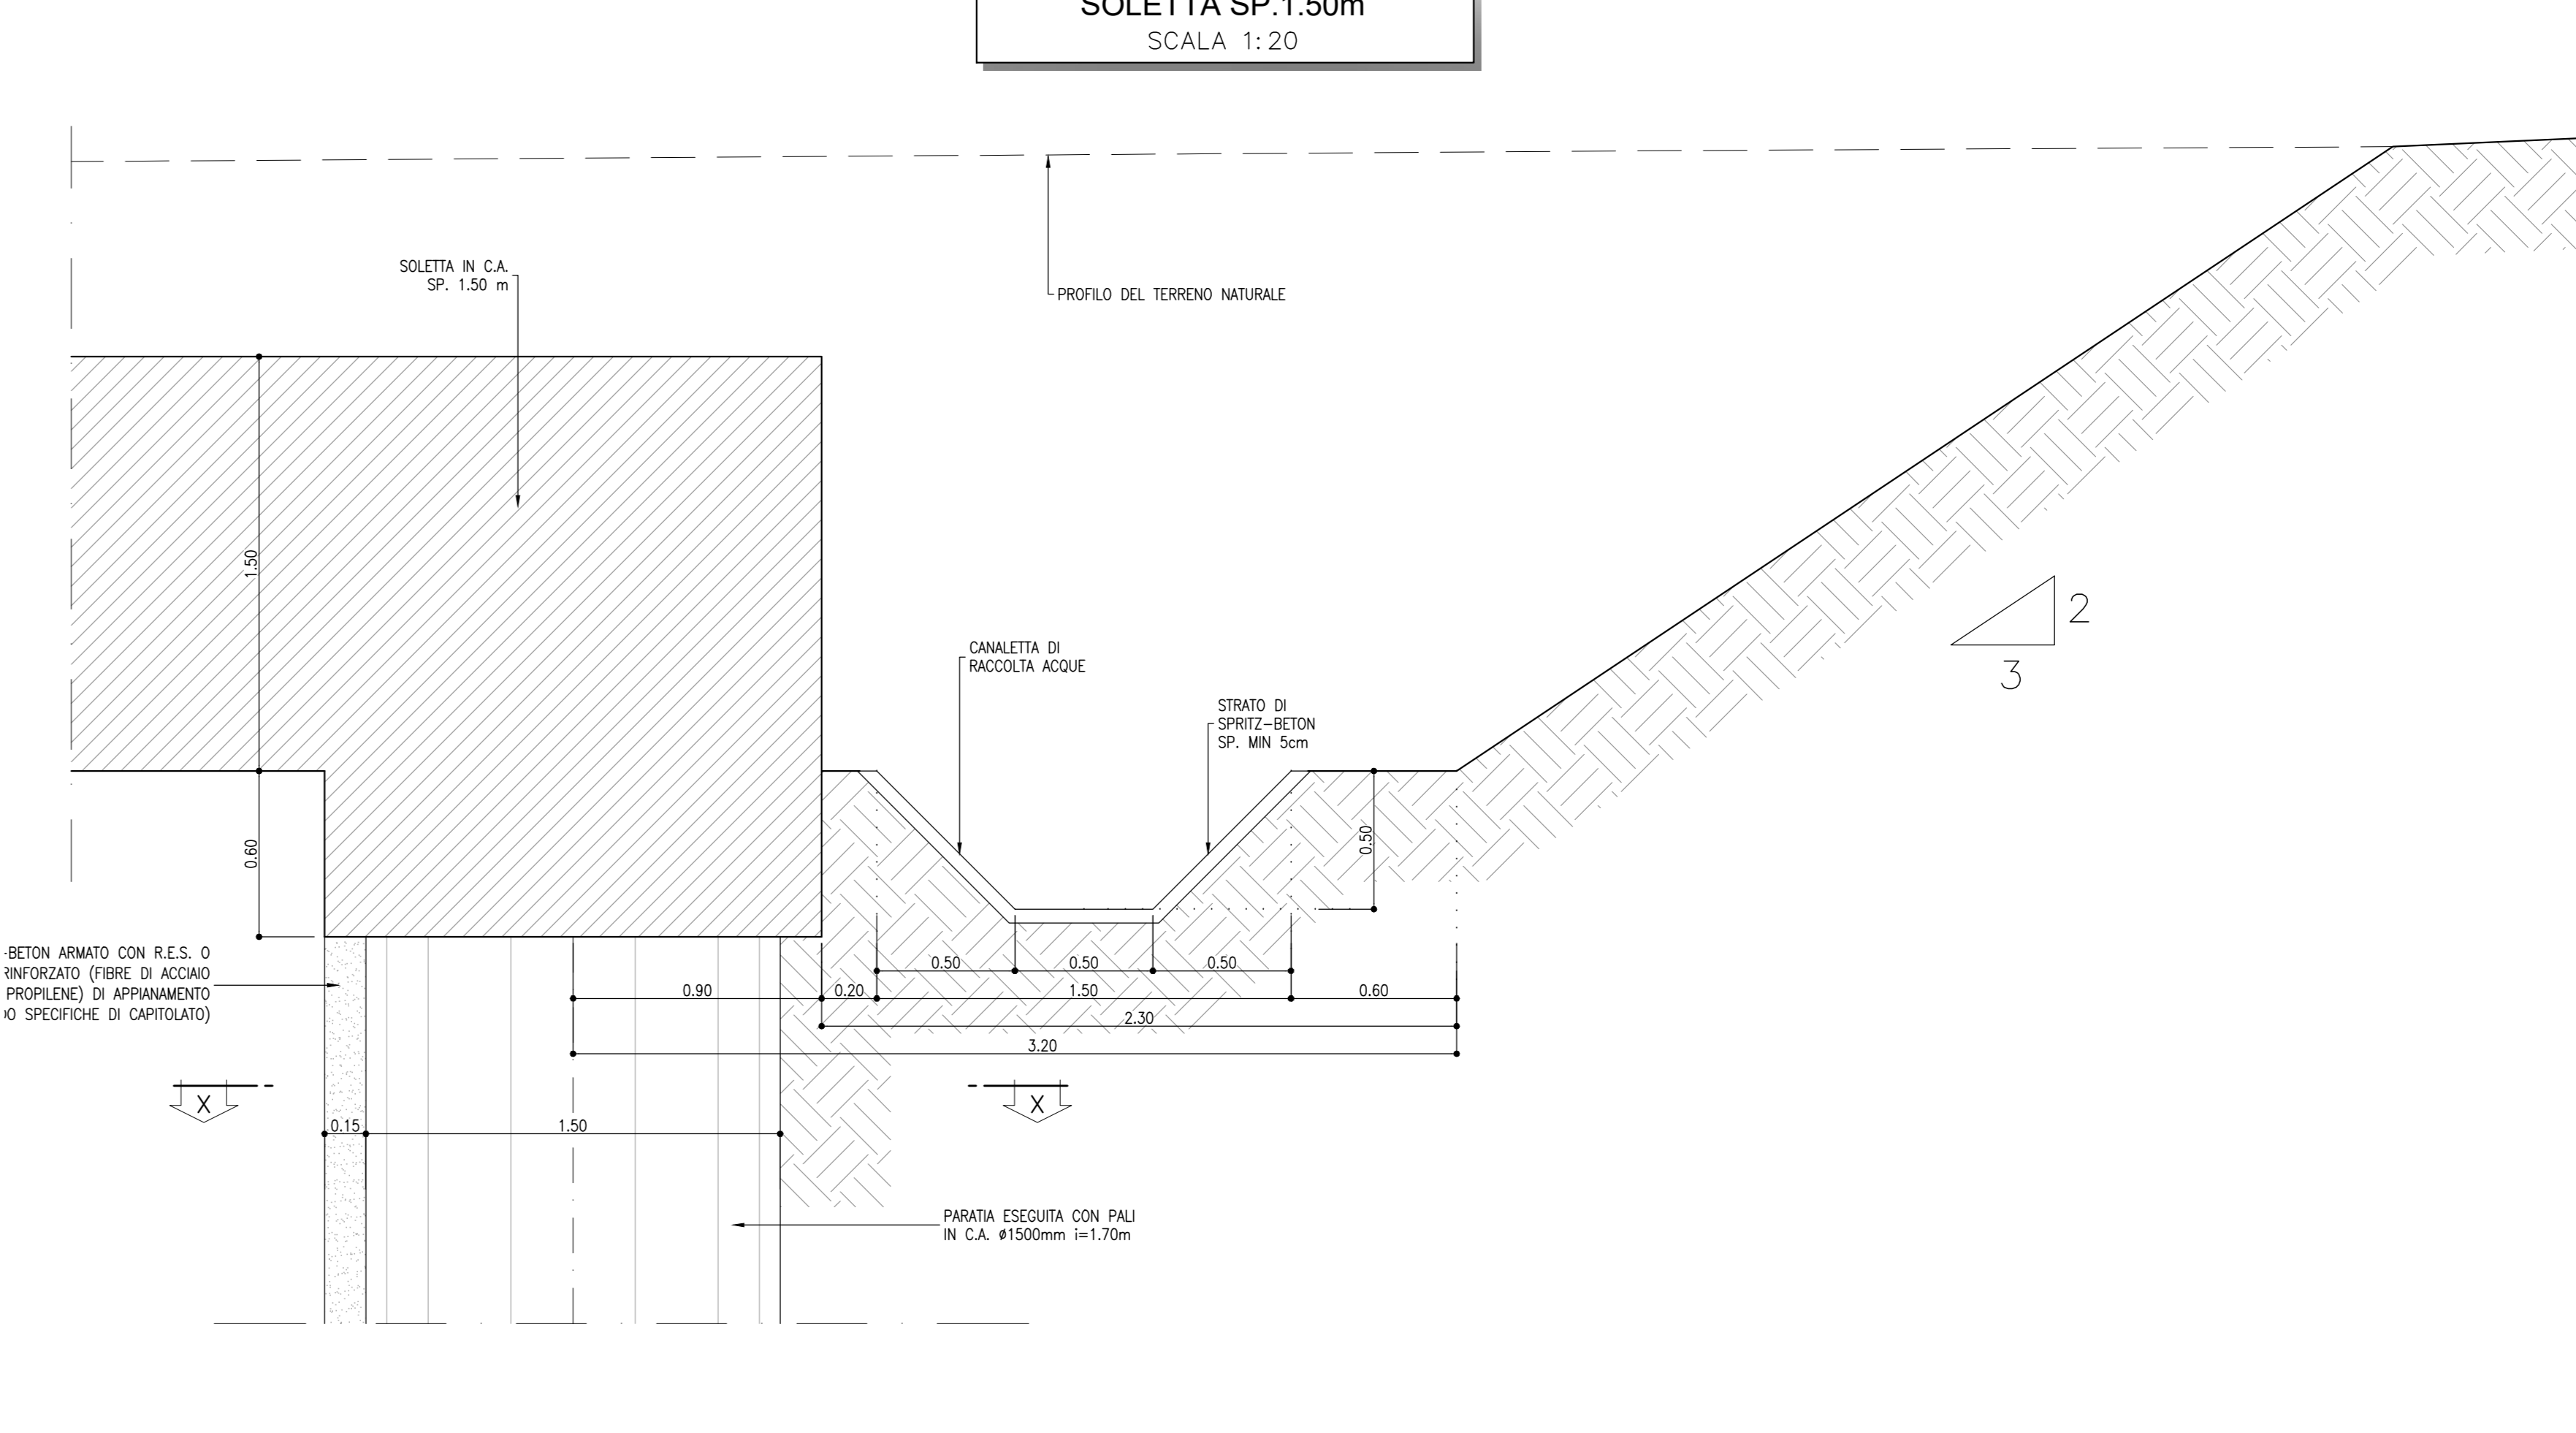 SOLETTA SP.1.50m
SCALA 1:20
SOLETTA IN C.A.
SP. 1.50 m
PROFILO DEL TERRENO NATURALE
1.50
CANALETTA DI
RACCOLTA ACQUE
STRATO DI
SPRITZ-BETON
SP. MIN 5cm
2
3
0.60
0.50
-BETON ARMATO CON R.E.S. O
RINFORZATO (FIBRE DI ACCIAIO
PROPILENE) DI APPIANAMENTO
O SPECIFICHE DI CAPITOLATO)
0.50 0.50 0.50
0.90 0.20 1.50 0.60
2.30
3.20
X X
0.15 1.50
PARATIA ESEGUITA CON PALI
IN C.A. ø1500mm i=1.70m